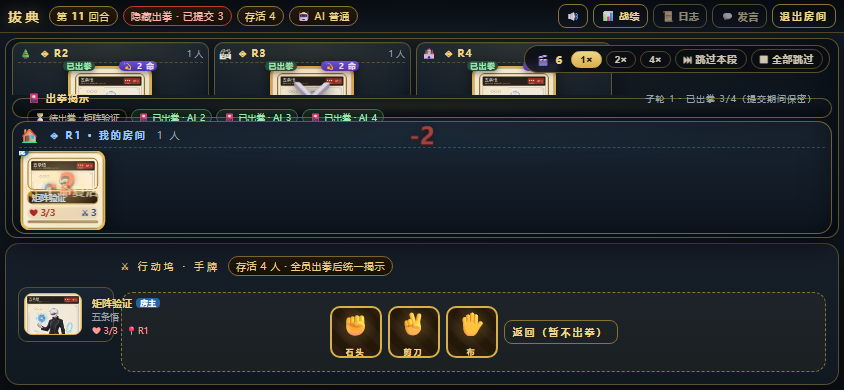 拔典 第 11 回合 隐藏出拳 · 已提交 3 存活 4 AI 普通 战绩 日志 发言 退出房间
R2 1人 R3 1人 R4
6 1× 2× 4× 跳过本段 全部跳过
已出拳 2 命 已出拳 2 命 已出拳
出拳揭示 子轮 1 · 已出拳 3/4（提交期间保密）
待出拳 · 矩阵验证 已出拳 · AI 2 已出拳 · AI 3 已出拳 · AI 4
R1 · 我的房间 1 人 -2
矩阵验证
3/3 3
行动坞 · 手牌 存活 4 人 · 全员出拳后统一揭示
矩阵验证 房主
五条悟
3/3 R1
石头 剪刀 布 返回（暂不出拳）